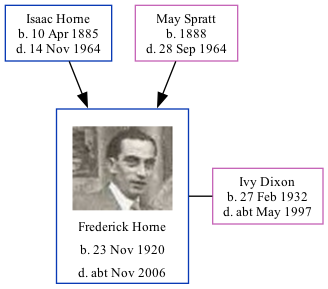 Isaac Horne
b. 10 Apr 1885
d. 14 Nov 1964
May Spratt
b. 1888
d. 28 Sep 1964
Frederick Horne
b. 23 Nov 1920
d. abt Nov 2006
Ivy Dixon
b. 27 Feb 1932
d. abt May 1997